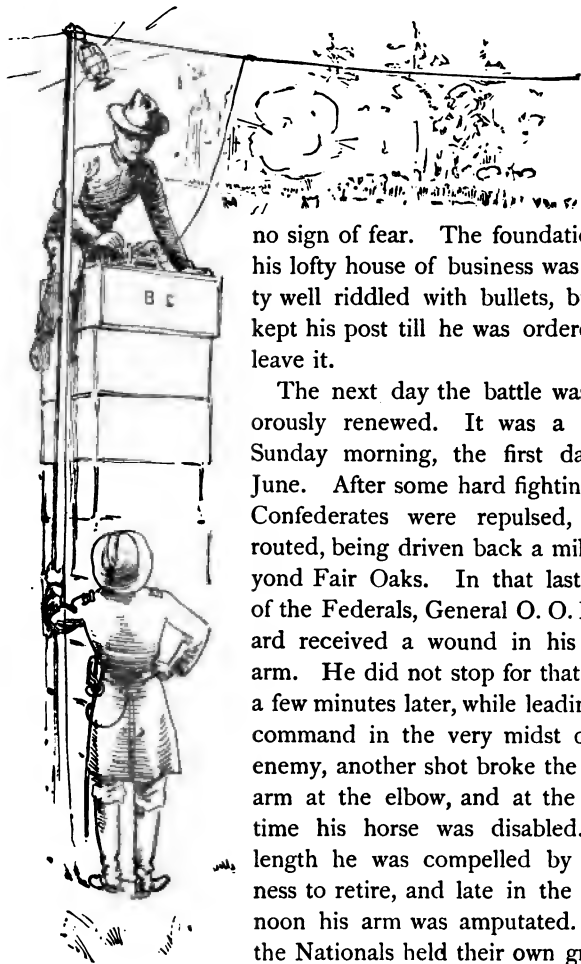 B C
no sign of fear. The foundatio
his lofty house of business was
ty well riddled with bullets, b
kept his post till he was ordere
leave it.
The next day the battle was
orously renewed. It was a
Sunday morning, the first da
June. After some hard fightin
Confederates were repulsed,
routed, being driven back a mil
yond Fair Oaks. In that last
of the Federals, General O. O.
ard received a wound in his
arm. He did not stop for that
a few minutes later, while leadin
command in the very midst o
enemy, another shot broke the
arm at the elbow, and at the
time his horse was disabled.
length he was compelled by
ness to retire, and late in the
noon his arm was amputated.
the Nationals held their own gr